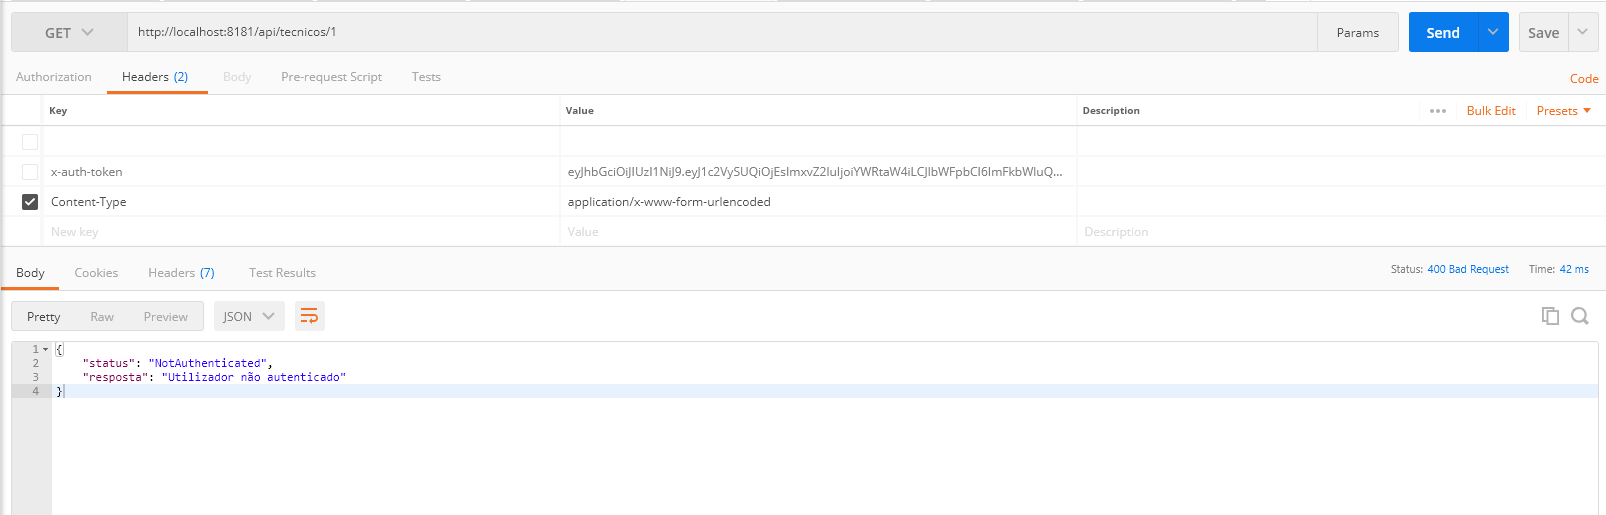 GET http://localhost:8181/api/tecnicos/1 Params Send Save
Authorization Headers (2) Body Pre-request Script Tests Code
Key Value Description Bulk Edit Presets
x-auth-token eyJhbGciOiJIUzI1NiJ9.eyJ1c2VySUQiOjEsImxvZ2luIjoiYWRtaW4iLCJlbWFpbCI6ImFkbWluQ...
Content-Type application/x-www-form-urlencoded
New key Value Description
Body Cookies Headers (7) Test Results Status: 400 Bad Request Time: 42 ms
Pretty Raw Preview JSON
1 {
2 "status": "NotAuthenticated",
3 "resposta": "Utilizador não autenticado"
4 }